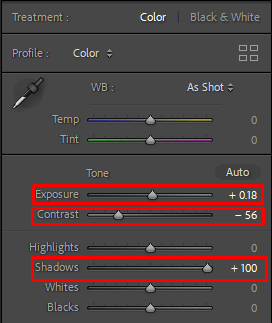 Treatment : Color Black & White
Profile : Color
WB : As Shot
Temp 0
Tint 0
Tone Auto
Exposure + 0.18
Contrast − 56
Highlights 0
Shadows + 100
Whites 0
Blacks 0